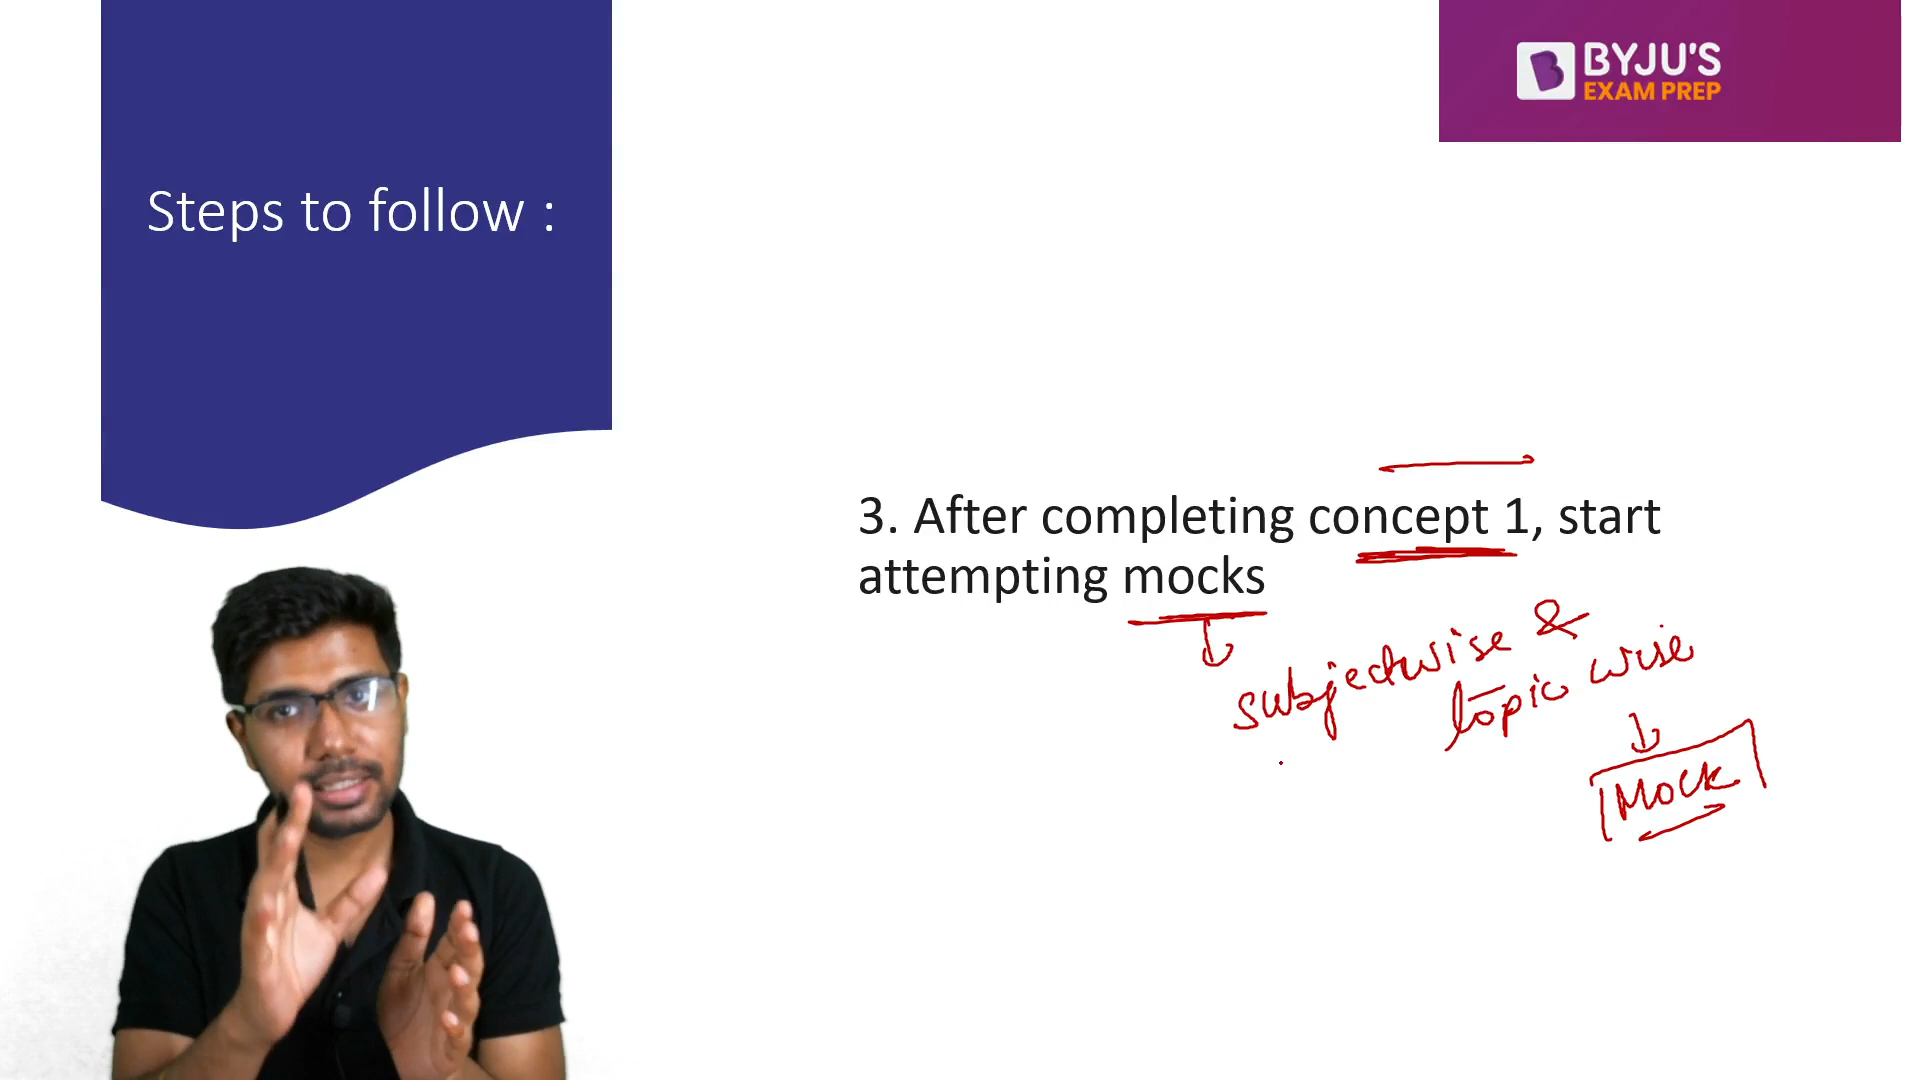 BYJU'S
EXAM PREP
Steps to follow :
3. After completing concept 1, start
attempting mocks
subjectwise &
topic wise
Mock